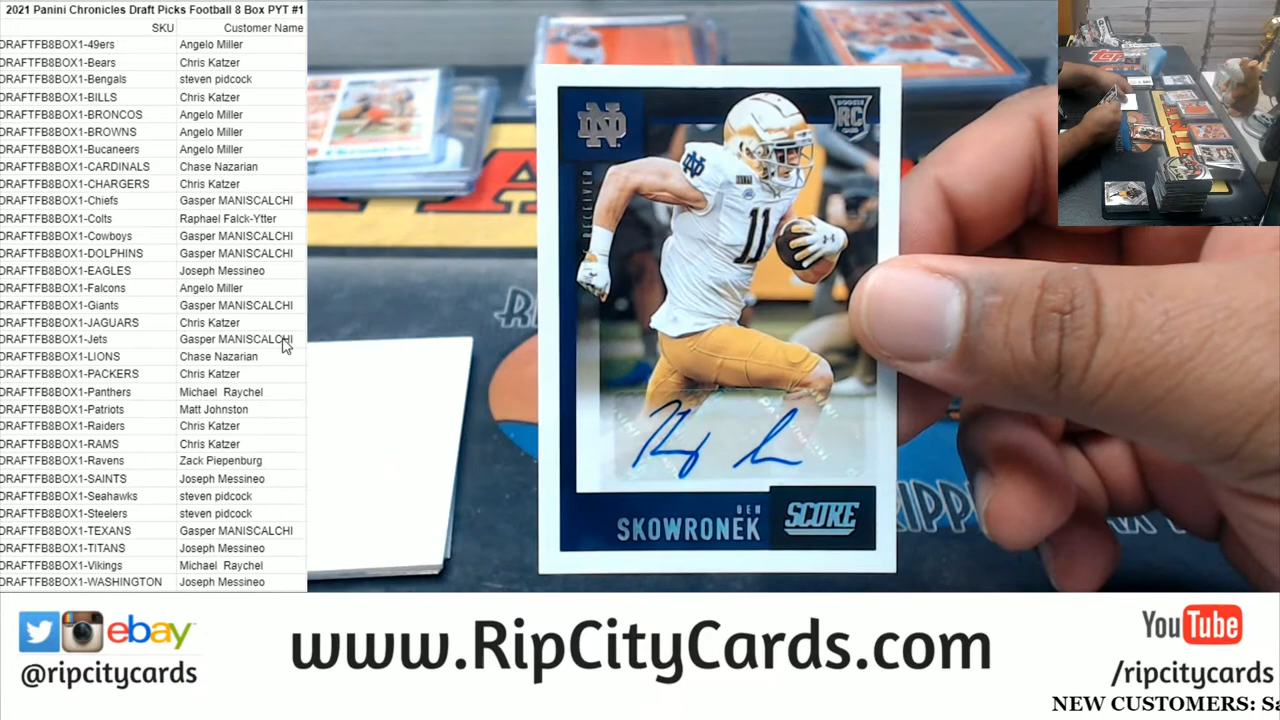 2021 Panini Chronicles Draft Picks Football 8 Box PYT #1
SKU Customer Name
DRAFTFB8BOX1-49ers Angelo Miller
DRAFTFB8BOX1-Bears Chris Katzer
DRAFTFB8BOX1-Bengals steven pidcock
DRAFTFB8BOX1-BILLS Chris Katzer
DRAFTFB8BOX1-BRONCOS Angelo Miller
DRAFTFB8BOX1-BROWNS Angelo Miller
DRAFTFB8BOX1-Bucaneers Angelo Miller
DRAFTFB8BOX1-CARDINALS Chase Nazarian
DRAFTFB8BOX1-CHARGERS Chris Katzer
DRAFTFB8BOX1-Chiefs Gasper MANISCALCHI
DRAFTFB8BOX1-Colts Raphael Falck-Ytter
DRAFTFB8BOX1-Cowboys Gasper MANISCALCHI
DRAFTFB8BOX1-DOLPHINS Gasper MANISCALCHI
DRAFTFB8BOX1-EAGLES Joseph Messineo
DRAFTFB8BOX1-Falcons Angelo Miller
DRAFTFB8BOX1-Giants Gasper MANISCALCHI
DRAFTFB8BOX1-JAGUARS Chris Katzer
DRAFTFB8BOX1-Jets Gasper MANISCALCHI
DRAFTFB8BOX1-LIONS Chase Nazarian
DRAFTFB8BOX1-PACKERS Chris Katzer
DRAFTFB8BOX1-Panthers Michael Raychel
DRAFTFB8BOX1-Patriots Matt Johnston
DRAFTFB8BOX1-Raiders Chris Katzer
DRAFTFB8BOX1-RAMS Chris Katzer
DRAFTFB8BOX1-Ravens Zack Piepenburg
DRAFTFB8BOX1-SAINTS Joseph Messineo
DRAFTFB8BOX1-Seahawks steven pidcock
DRAFTFB8BOX1-Steelers steven pidcock
DRAFTFB8BOX1-TEXANS Gasper MANISCALCHI
DRAFTFB8BOX1-TITANS Joseph Messineo
DRAFTFB8BOX1-Vikings Michael Raychel
DRAFTFB8BOX1-WASHINGTON Joseph Messineo
ND
ROOKIE
RC
CARD
RECEIVER
11
BEN
SKOWRONEK
SCORE
RIPP
ebay
@ripcitycards
www.RipCityCards.com
YouTube
/ripcitycards
NEW CUSTOMERS: Sa